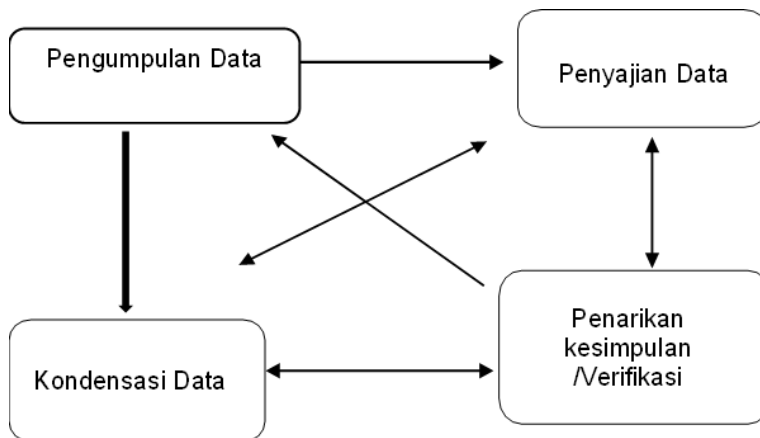 Pengumpulan Data
Penyajian Data
Kondensasi Data
Penarikan
kesimpulan
/Verifikasi